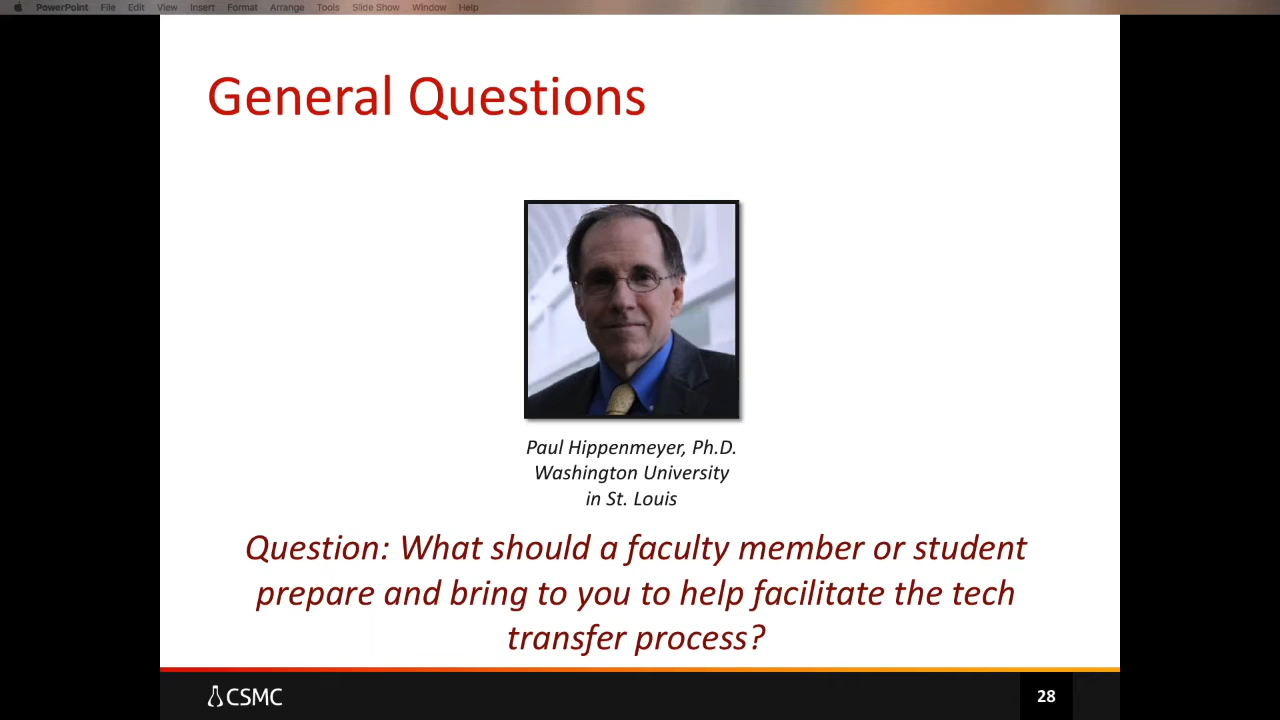 PowerPoint File Edit View Insert Format Arrange Tools Slide Show Window Help
General Questions
Paul Hippenmeyer, Ph.D.
Washington University
in St. Louis
Question: What should a faculty member or student
prepare and bring to you to help facilitate the tech
transfer process?
CSMC
28